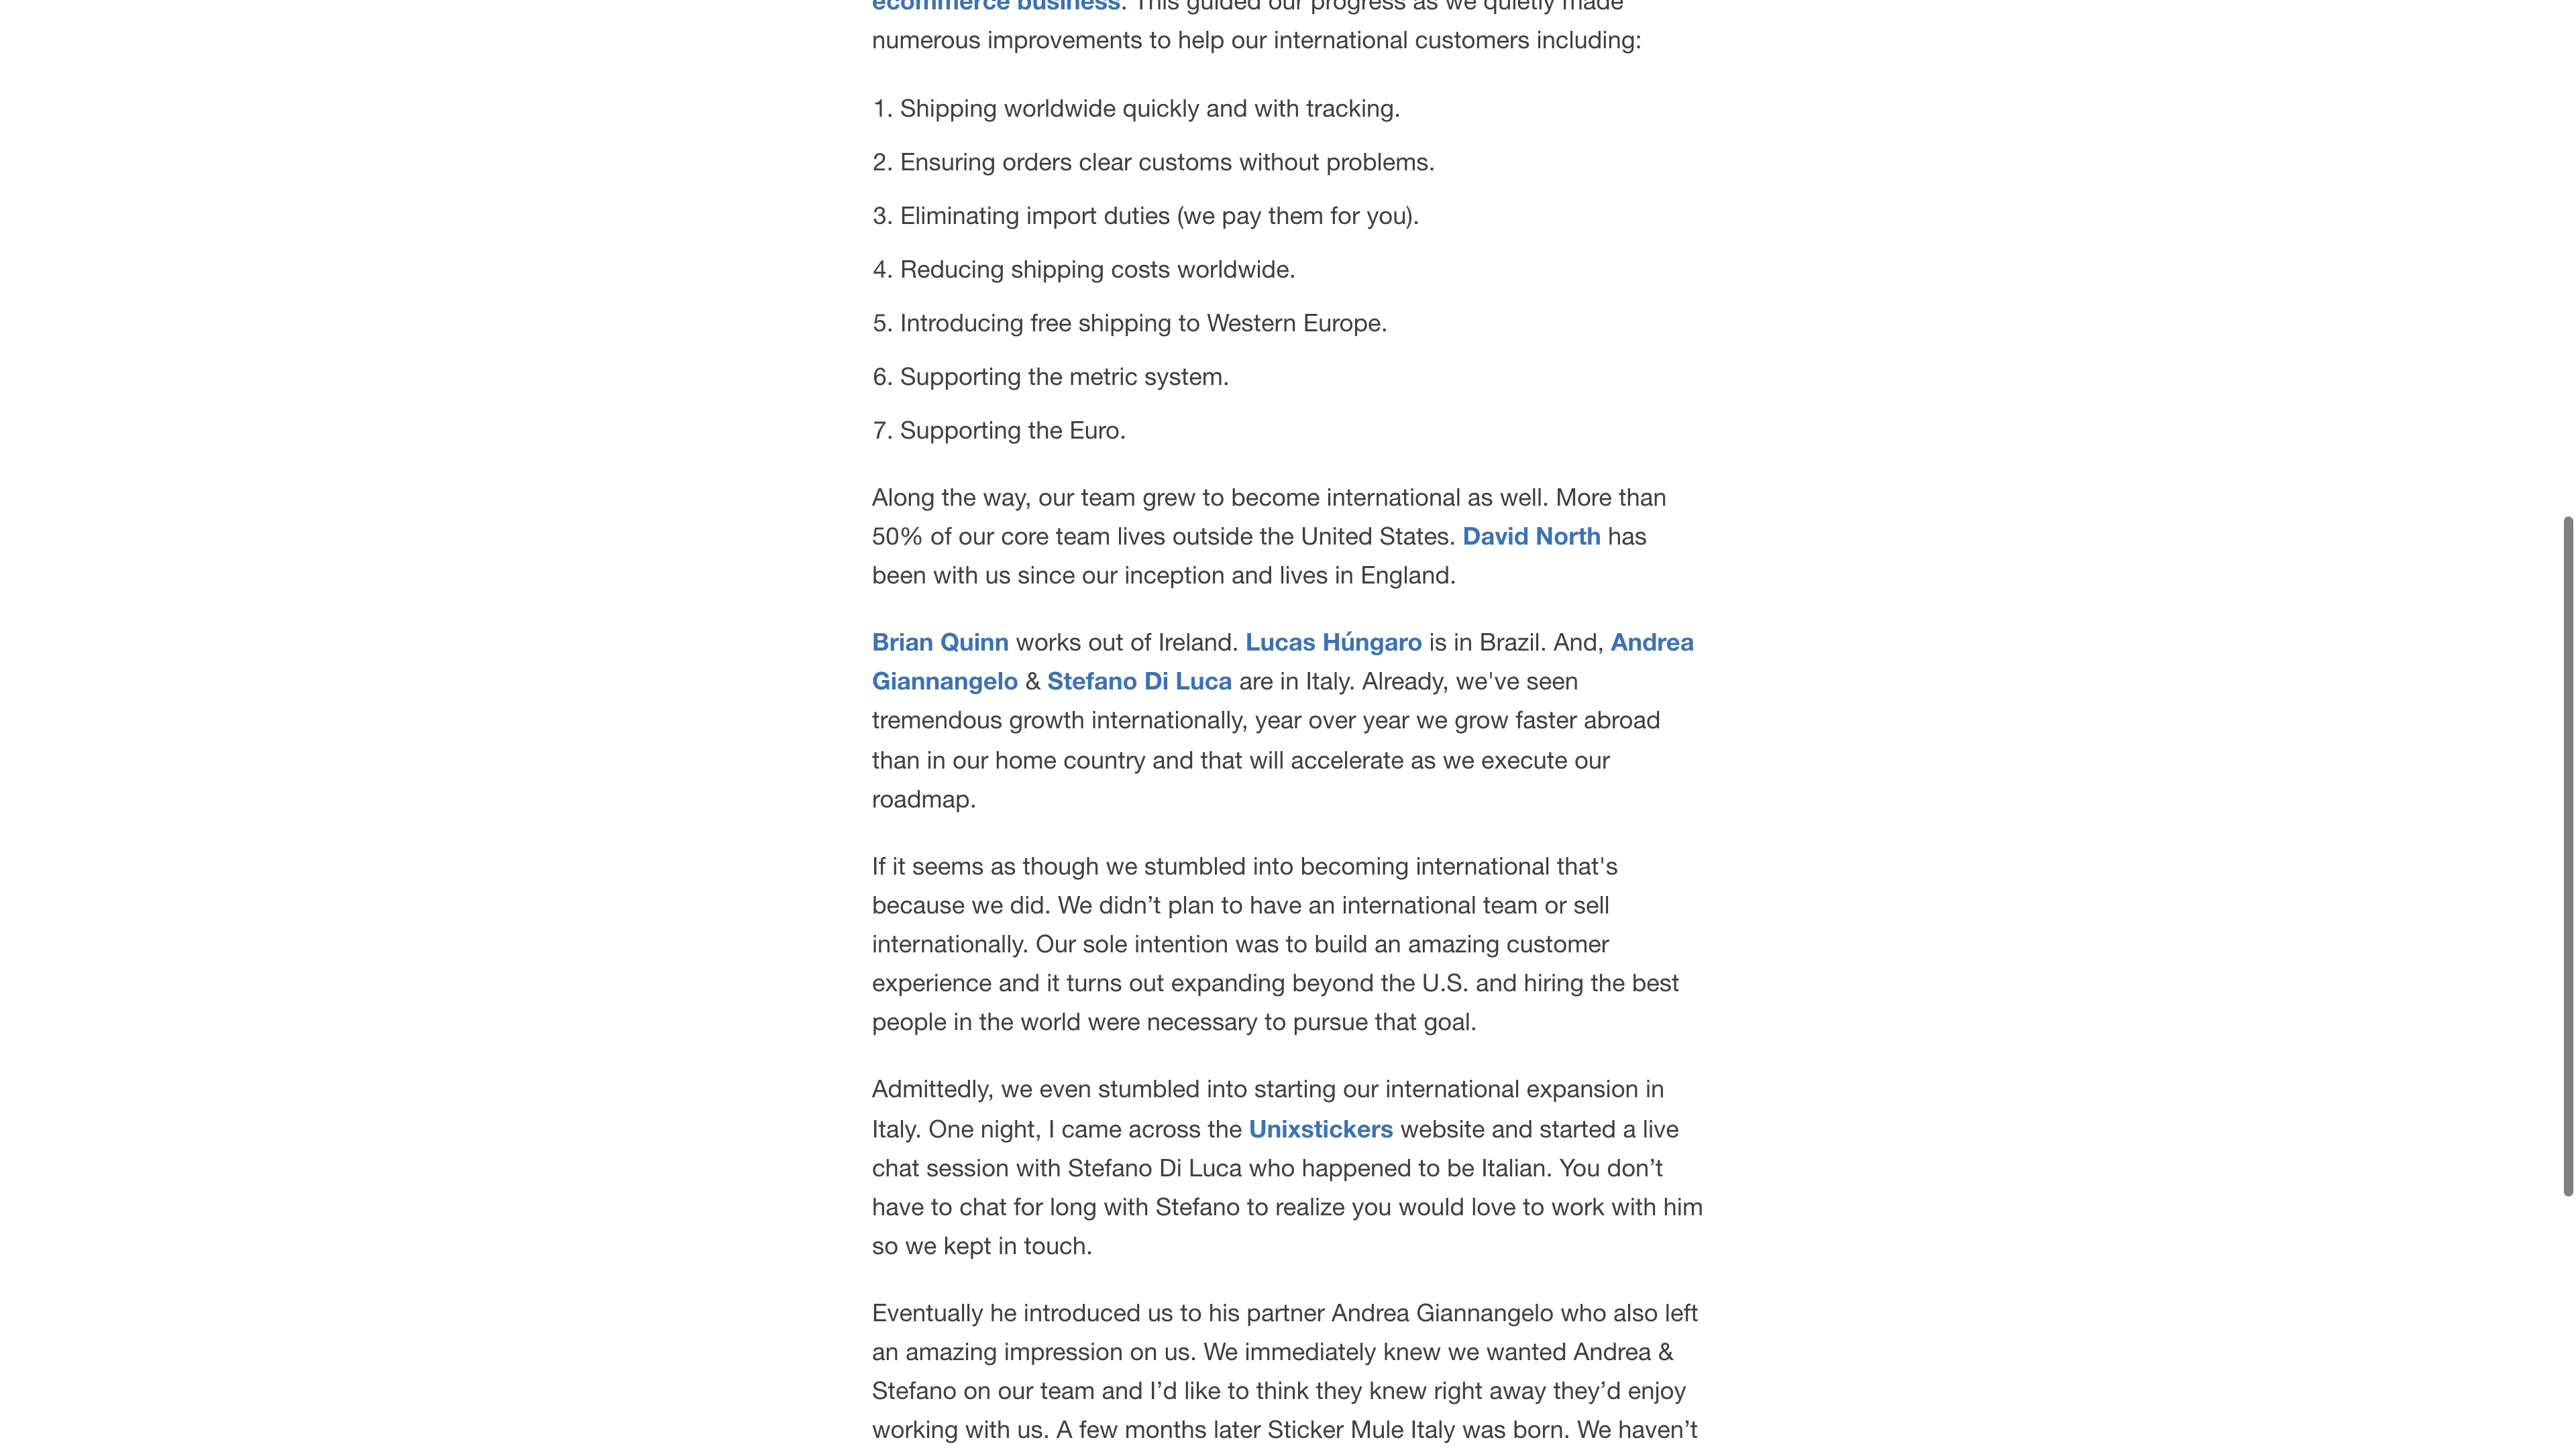 ecommerce business. This guided our progress as we quietly made
numerous improvements to help our international customers including:
1. Shipping worldwide quickly and with tracking.
2. Ensuring orders clear customs without problems.
3. Eliminating import duties (we pay them for you).
4. Reducing shipping costs worldwide.
5. Introducing free shipping to Western Europe.
6. Supporting the metric system.
7. Supporting the Euro.
Along the way, our team grew to become international as well. More than
50% of our core team lives outside the United States. David North has
been with us since our inception and lives in England.
Brian Quinn works out of Ireland. Lucas Húngaro is in Brazil. And, Andrea
Giannangelo & Stefano Di Luca are in Italy. Already, we've seen
tremendous growth internationally, year over year we grow faster abroad
than in our home country and that will accelerate as we execute our
roadmap.
If it seems as though we stumbled into becoming international that's
because we did. We didn’t plan to have an international team or sell
internationally. Our sole intention was to build an amazing customer
experience and it turns out expanding beyond the U.S. and hiring the best
people in the world were necessary to pursue that goal.
Admittedly, we even stumbled into starting our international expansion in
Italy. One night, I came across the Unixstickers website and started a live
chat session with Stefano Di Luca who happened to be Italian. You don’t
have to chat for long with Stefano to realize you would love to work with him
so we kept in touch.
Eventually he introduced us to his partner Andrea Giannangelo who also left
an amazing impression on us. We immediately knew we wanted Andrea &
Stefano on our team and I’d like to think they knew right away they’d enjoy
working with us. A few months later Sticker Mule Italy was born. We haven’t